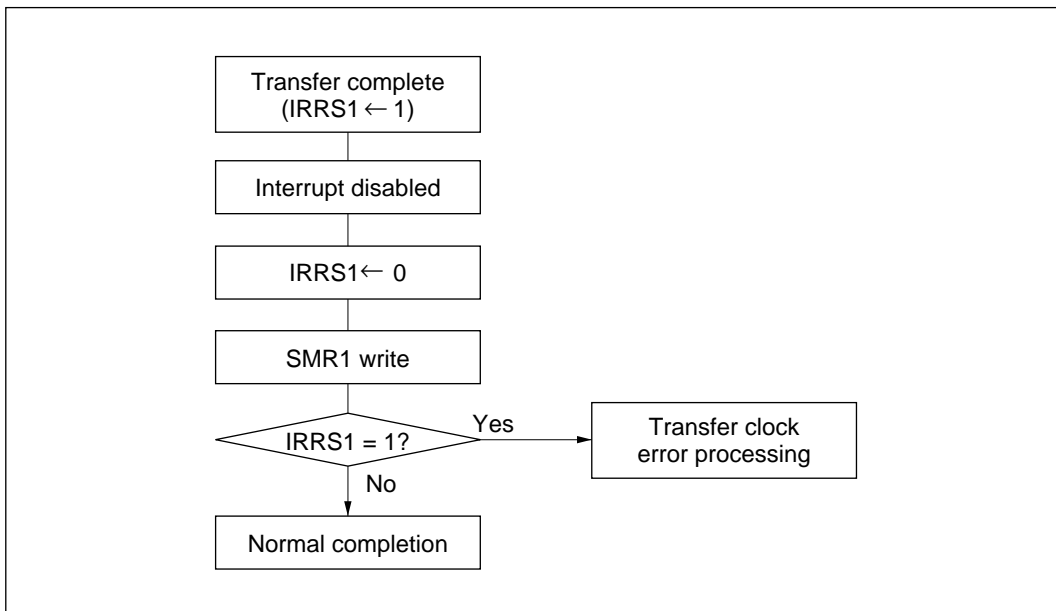 Transfer complete
(IRRS1 ← 1)
Interrupt disabled
IRRS1 ← 0
SMR1 write
IRRS1 = 1?
Yes
Transfer clock
error processing
No
Normal completion